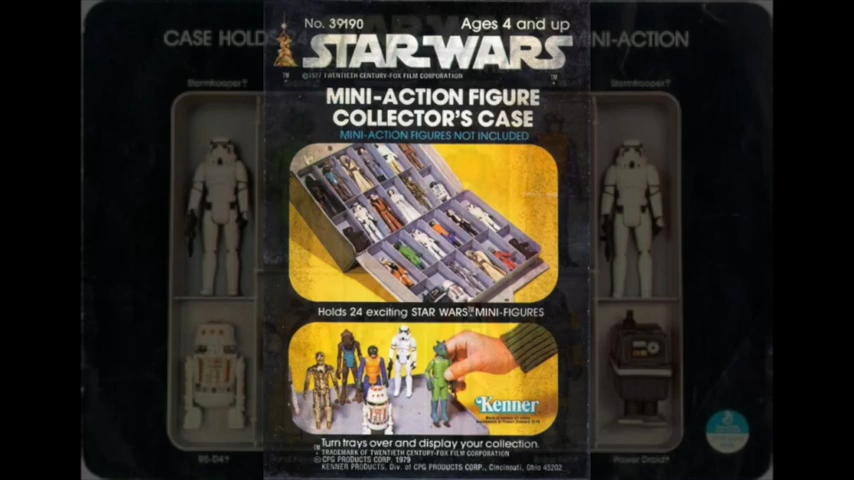 No. 39190
Ages 4 and up
CASE HOLDS 24
MINI-ACTION
STAR WARS
TM
TM
©1977 TWENTIETH CENTURY-FOX FILM CORPORATION
MINI-ACTION FIGURE
COLLECTOR'S CASE
Stormtrooper
Stormtrooper
MINI-ACTION FIGURES NOT INCLUDED
Holds 24 exciting STAR WARS™ MINI-FIGURES
Kenner
Turn trays over and display your collection.
TM TRADEMARK OF TWENTIETH CENTURY-FOX FILM CORPORATION
© CPG PRODUCTS CORP. 1979
KENNER PRODUCTS, Div. of CPG PRODUCTS CORP., Cincinnati, Ohio 45202
Power Droid